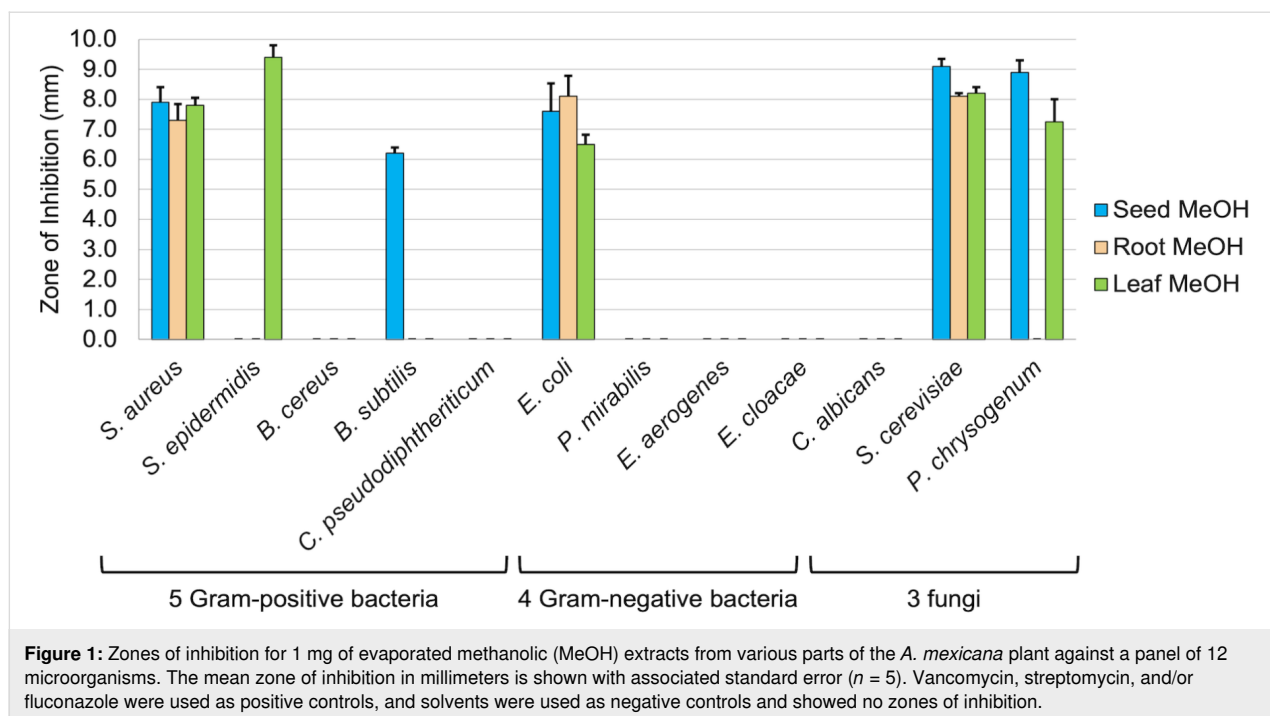 10.0
9.0
8.0
7.0
6.0
5.0
4.0
3.0
2.0
1.0
0.0
Zone of Inhibition (mm)
S. aureus
S. epidermidis
B. cereus
B. subtilis
C. pseudodiphtheriticum
E. coli
P. mirabilis
E. aerogenes
E. cloacae
C. albicans
S. cerevisiae
P. chrysogenum
Seed MeOH
Root MeOH
Leaf MeOH
5 Gram-positive bacteria
4 Gram-negative bacteria
3 fungi
Figure 1: Zones of inhibition for 1 mg of evaporated methanolic (MeOH) extracts from various parts of the A. mexicana plant against a panel of 12
microorganisms. The mean zone of inhibition in millimeters is shown with associated standard error (n = 5). Vancomycin, streptomycin, and/or
fluconazole were used as positive controls, and solvents were used as negative controls and showed no zones of inhibition.